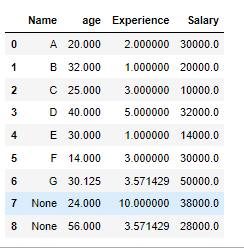 Name age Experience Salary
0 A 20.000 2.000000 30000.0
1 B 32.000 1.000000 20000.0
2 C 25.000 3.000000 10000.0
3 D 40.000 5.000000 32000.0
4 E 30.000 1.000000 14000.0
5 F 14.000 3.000000 30000.0
6 G 30.125 3.571429 50000.0
7 None 24.000 10.000000 38000.0
8 None 56.000 3.571429 28000.0